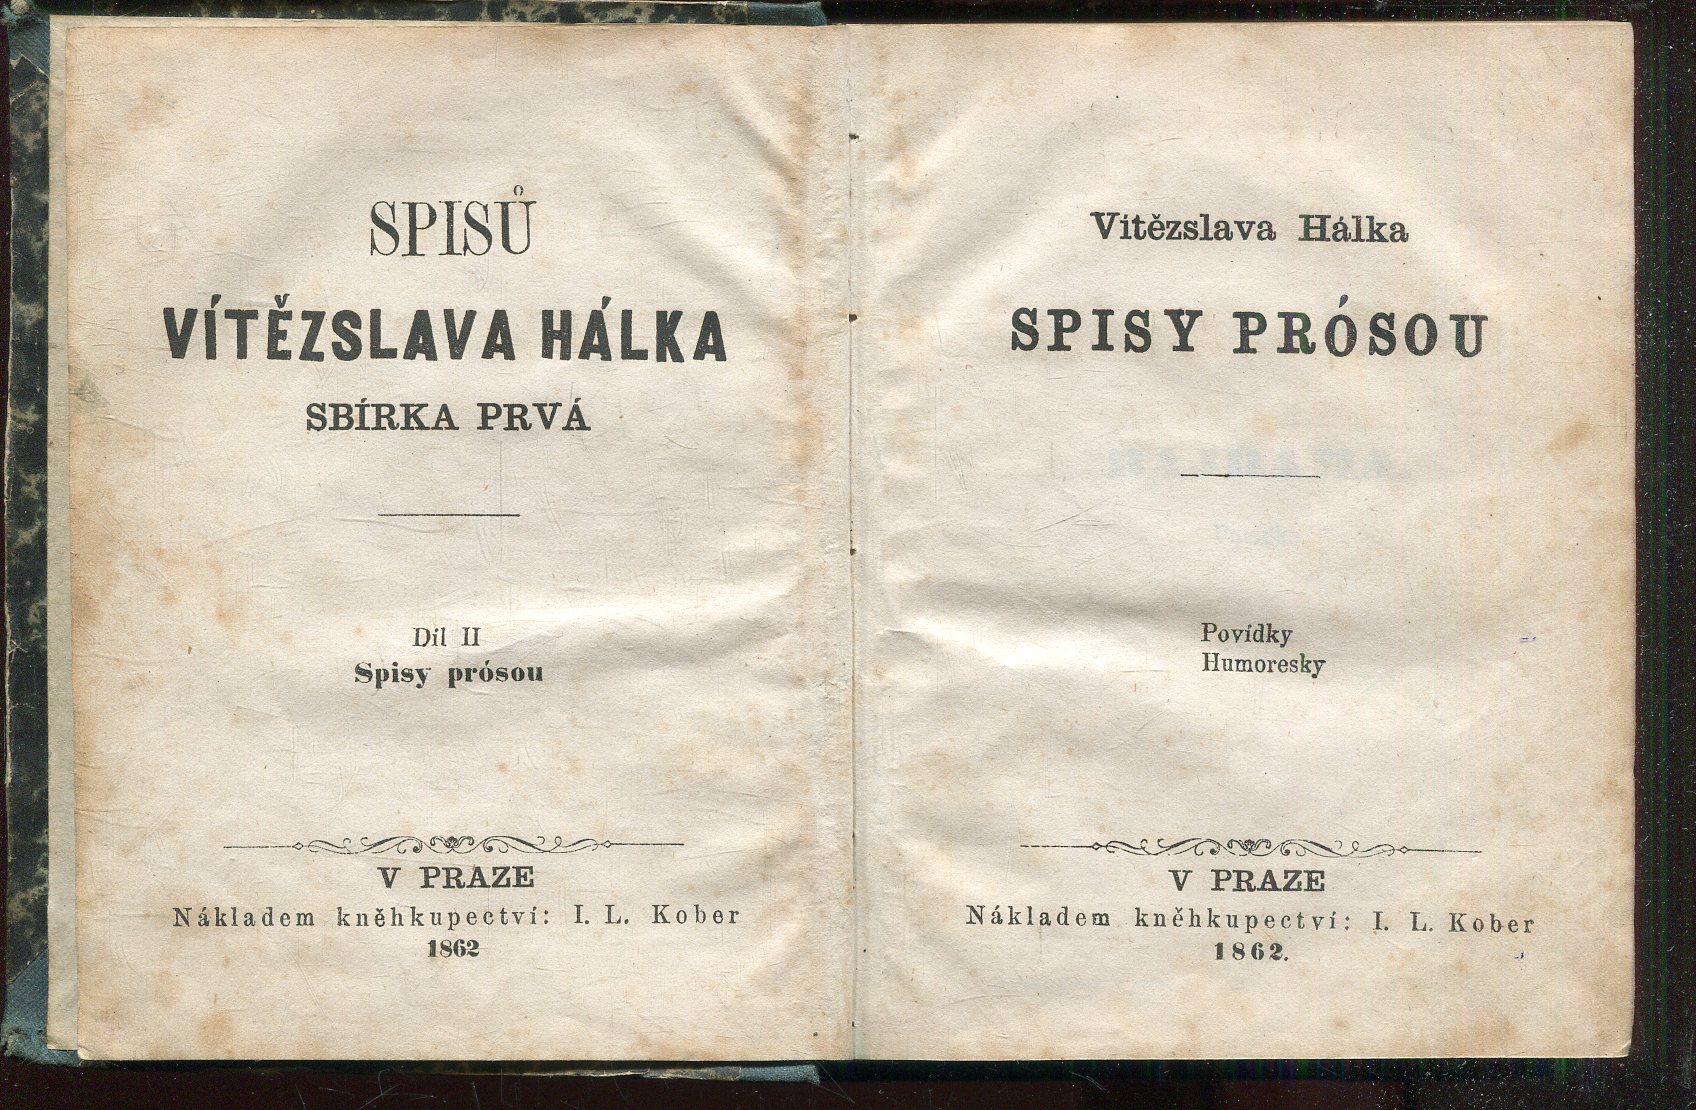 SPISŮ
VÍTĚZSLAVA HÁLKA
SBÍRKA PRVÁ
Díl II
Spisy prósou
V PRAZE
Nákladem kněhkupectví: I. L. Kober
1862
Vítězslava Hálka
SPISY PRÓSOU
Povídky
Humoresky
V PRAZE
Nákladem kněhkupectví: I. L. Kober
1862.